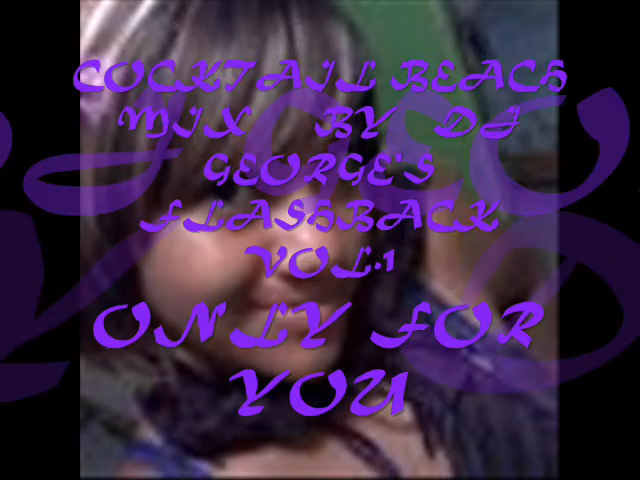 COCKTAIL BEACH
MIX BY DJ
GEORGE'S
FLASHBACK
VOL.1
ONLY FOR
YOU